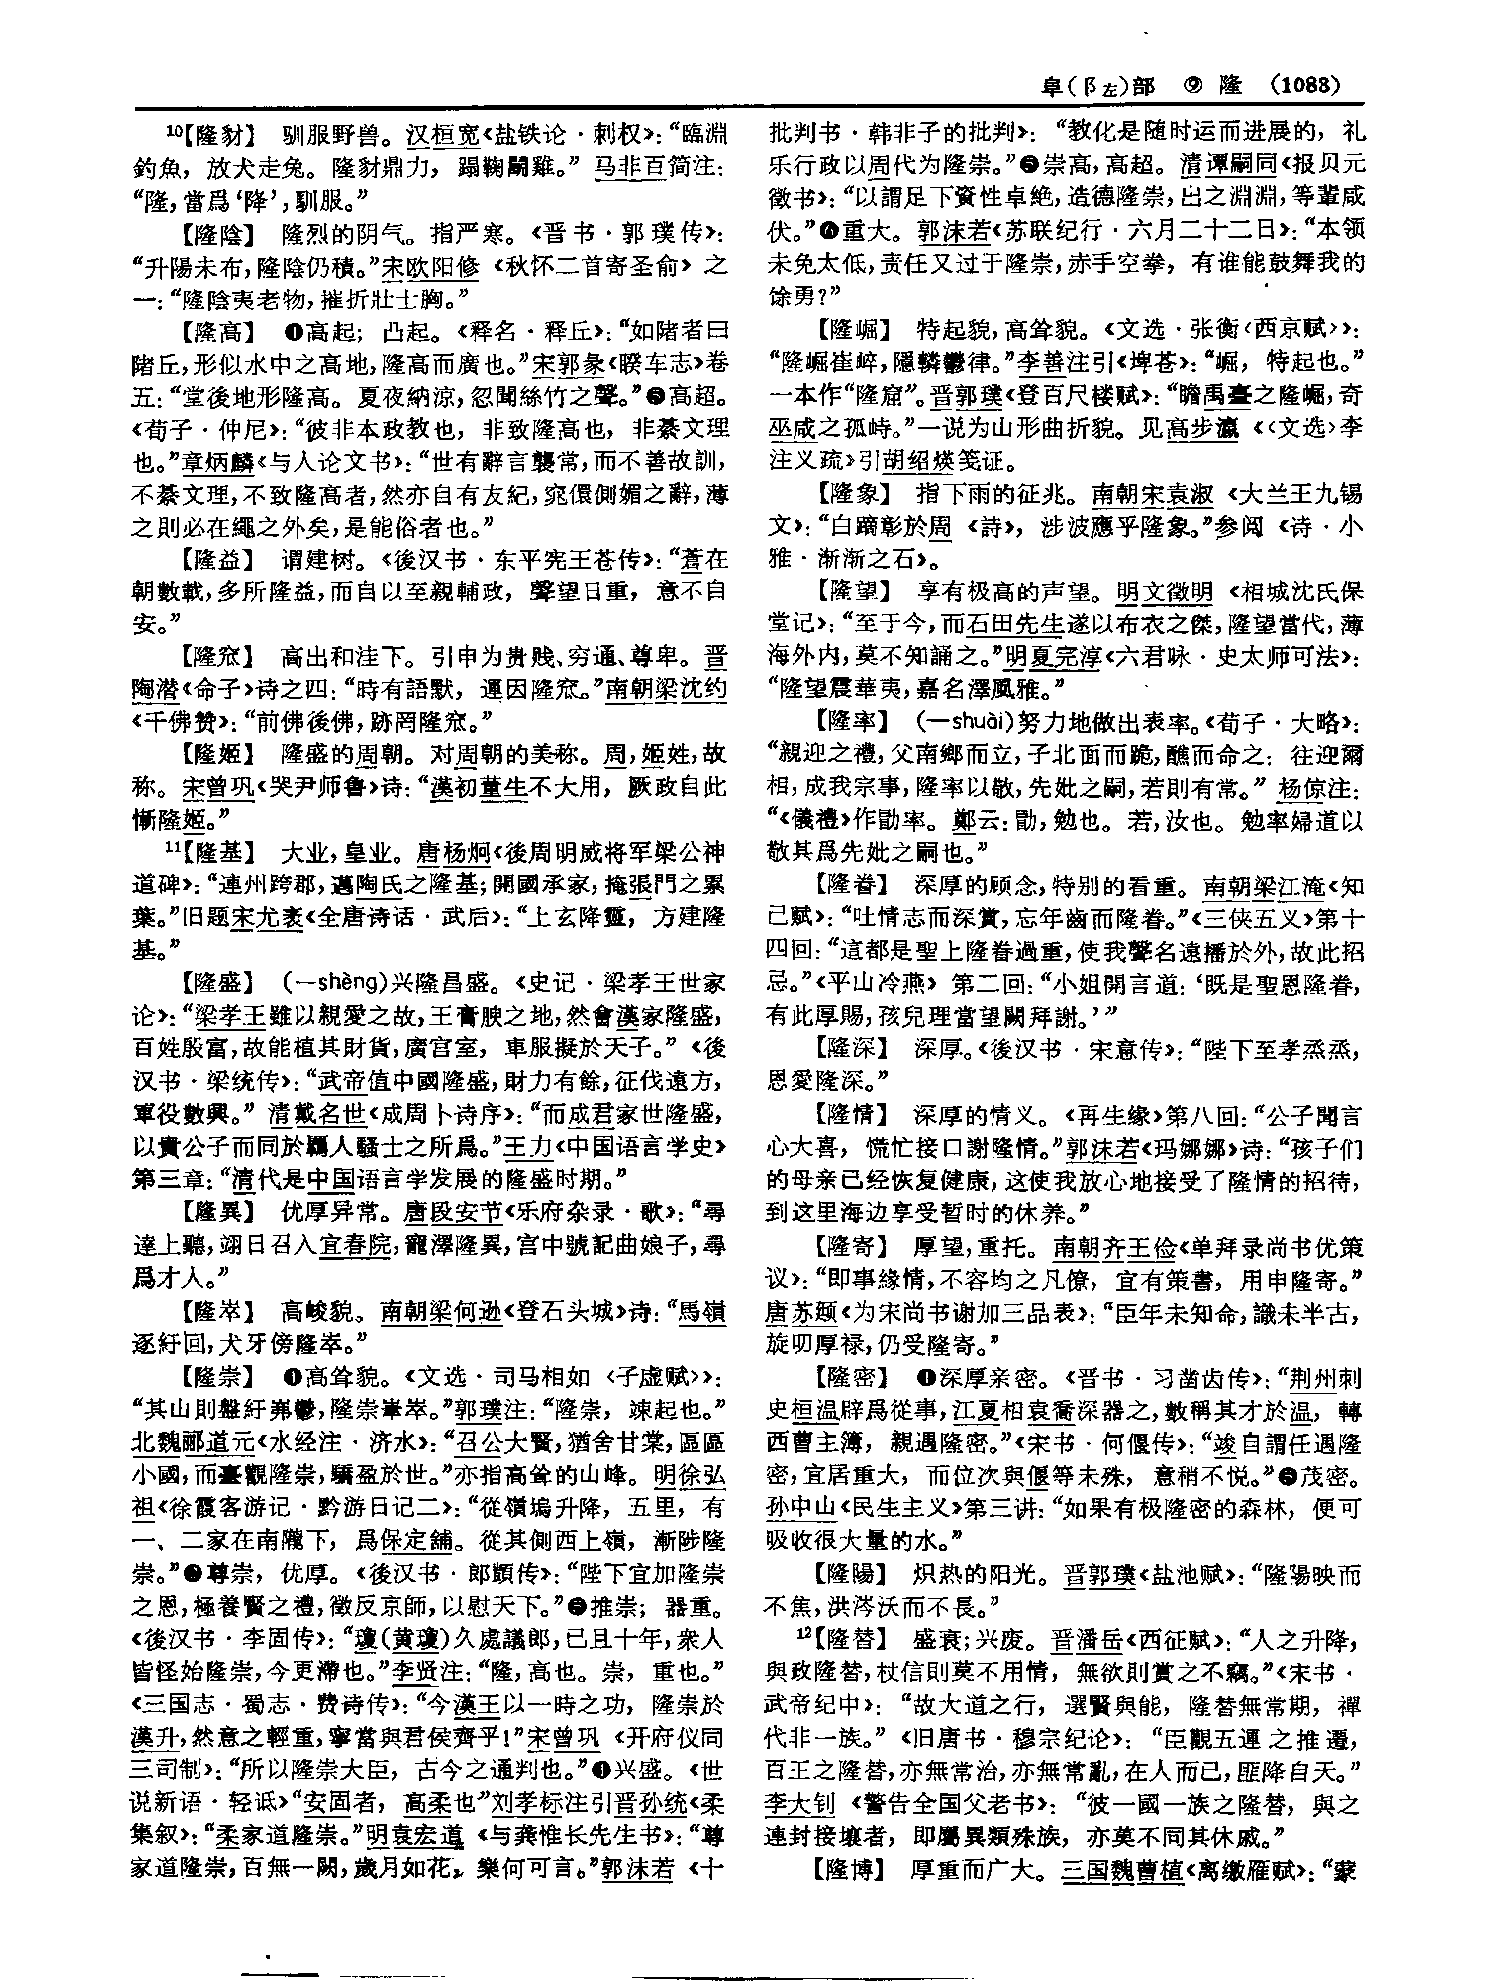 阜(阝左)部　⑨　隆　(1083)
¹⁰【隆豺】　驯服野兽。汉桓宽《盐铁论·刺权》：“臨淵
釣魚，放犬走兔。隆豺鼎力，蹋鞠鬭雞。”马非百简注：
“隆，當爲‘降’，馴服。”
【隆陰】　隆烈的阴气。指严寒。《晋书·郭璞传》：
“升陽未布，隆陰仍積。”宋欧阳修《秋怀二首寄圣俞》之
一：“隆陰夷老物，摧折壯士胸。”
【隆高】　❶高起；凸起。《释名·释丘》：“如陼者曰
陼丘，形似水中之高地，隆高而廣也。”宋郭彖《睽车志》卷
五：“堂後地形隆高。夏夜納涼，忽聞絲竹之聲。”❷高超。
《荀子·仲尼》：“彼非本政教也，非致隆高也，非綦文理
也。”章炳麟《与人论文书》：“世有辭言襲常，而不善故訓，
不綦文理，不致隆高者，然亦自有友紀，窕儇側媚之辭，薄
之則必在繩之外矣，是能俗者也。”
【隆益】　谓建树。《後汉书·东平宪王苍传》：“蒼在
朝數載，多所隆益，而自以至親輔政，聲望日重，意不自
安。”
【隆窊】　高出和洼下。引申为贵贱、穷通、尊卑。晋
陶潜《命子》诗之四：“時有語默，運因隆窊。”南朝梁沈约
《千佛赞》：“前佛後佛，跡罔隆窊。”
【隆姬】　隆盛的周朝。对周朝的美称。周，姬姓，故
称。宋曾巩《哭尹师鲁》诗：“漢初董生不大用，厥政自此
慚隆姬。”
¹¹【隆基】　大业，皇业。唐杨炯《後周明威将军梁公神
道碑》：“連州跨郡，邁陶氏之隆基；開國承家，掩張門之累
葉。”旧题宋尤袤《全唐诗话·武后》：“上玄降靈，方建隆
基。”
【隆盛】　(—shèng)兴隆昌盛。《史记·梁孝王世家
论》：“梁孝王雖以親愛之故，王膏腴之地，然會漢家隆盛，
百姓殷富，故能植其財貨，廣宫室，車服擬於天子。”《後
汉书·梁统传》：“武帝值中國隆盛，財力有餘，征伐遠方，
軍役數興。”清戴名世《成周卜诗序》：“而成君家世隆盛，
以貴公子而同於羈人騷士之所爲。”王力《中国语言学史》
第三章：“清代是中国语言学发展的隆盛时期。”
【隆異】　优厚异常。唐段安节《乐府杂录·歌》：“尋
達上聽，翊日召入宜春院，寵澤隆異，宫中號記曲娘子，尋
爲才人。”
【隆崒】　高峻貌。南朝梁何逊《登石头城》诗：“馬嶺
逐紆回，犬牙傍隆崒。”
【隆崇】　❶高耸貌。《文选·司马相如〈子虚赋〉》：
“其山則盤紆岪鬱，隆崇嵂崒。”郭璞注：“隆崇，竦起也。”
北魏郦道元《水经注·济水》：“召公大賢，猶舍甘棠，區區
小國，而臺觀隆崇，驕盈於世。”亦指高耸的山峰。明徐弘
祖《徐霞客游记·黔游日记二》：“從嶺塢升降，五里，有
一、二家在南隴下，爲保定舖。從其側西上嶺，漸陟隆
崇。”❷尊崇，优厚。《後汉书·郎顗传》：“陛下宜加隆崇
之恩，極養賢之禮，徵反京師，以慰天下。”❸推崇；器重。
《後汉书·李固传》：“瓊(黄瓊)久處議郎，已且十年，衆人
皆怪始隆崇，今更滯也。”李贤注：“隆，高也。崇，重也。”
《三国志·蜀志·费诗传》：“今漢王以一時之功，隆崇於
漢升，然意之輕重，寧當與君侯齊乎！”宋曾巩《开府仪同
三司制》：“所以隆崇大臣，古今之通判也。”❹兴盛。《世
说新语·轻诋》“安固者，高柔也”刘孝标注引晋孙统《柔
集叙》：“柔家道隆崇。”明袁宏道《与龚惟长先生书》：“尊
家道隆崇，百無一闕，歲月如花，樂何可言。”郭沫若《十
批判书·韩非子的批判》：“教化是随时运而进展的，礼
乐行政以周代为隆崇。”❺崇高，高超。清谭嗣同《报贝元
徵书》：“以謂足下資性卓絶，造德隆崇，出之淵淵，等輩咸
伏。”❻重大。郭沫若《苏联纪行·六月二十二日》：“本领
未免太低，责任又过于隆崇，赤手空拳，有谁能鼓舞我的
馀勇？”
【隆崛】　特起貌，高耸貌。《文选·张衡〈西京赋〉》：
“隆崛崔崒，隱轔鬱律。”李善注引《埤苍》：“崛，特起也。”
一本作“隆窟”。晋郭璞《登百尺楼赋》：“瞻禹臺之隆崛，奇
巫咸之孤峙。”一说为山形曲折貌。见高步瀛《〈文选〉李
注义疏》引胡绍煐笺证。
【隆象】　指下雨的征兆。南朝宋袁淑《大兰王九锡
文》：“白蹢彰於周《詩》，涉波應乎隆象。”参阅《诗·小
雅·渐渐之石》。
【隆望】　享有极高的声望。明文徵明《相城沈氏保
堂记》：“至于今，而石田先生遂以布衣之傑，隆望當代，薄
海外内，莫不知誦之。”明夏完淳《六君咏·史太师可法》：
“隆望震華夷，嘉名澤風雅。”
【隆率】　(—shuài)努力地做出表率。《荀子·大略》：
“親迎之禮，父南鄉而立，子北面而跪，醮而命之：往迎爾
相，成我宗事，隆率以敬，先妣之嗣，若則有常。”杨倞注：
“《儀禮》作勖率。鄭云：勖，勉也。若，汝也。勉率婦道以
敬其爲先妣之嗣也。”
【隆眷】　深厚的顾念，特别的看重。南朝梁江淹《知
己赋》：“吐情志而深賞，忘年齒而隆眷。”《三侠五义》第十
四回：“這都是聖上隆眷過重，使我聲名遠播於外，故此招
忌。”《平山冷燕》第二回：“小姐開言道：‘既是聖恩隆眷，
有此厚賜，孩兒理當望闕拜謝。’”
【隆深】　深厚。《後汉书·宋意传》：“陛下至孝烝烝，
恩愛隆深。”
【隆情】　深厚的情义。《再生缘》第八回：“公子聞言
心大喜，慌忙接口謝隆情。”郭沫若《玛娜娜》诗：“孩子们
的母亲已经恢复健康，这使我放心地接受了隆情的招待，
到这里海边享受暂时的休养。”
【隆寄】　厚望，重托。南朝齐王俭《单拜录尚书优策
议》：“即事緣情，不容均之凡僚，宜有策書，用申隆寄。”
唐苏颋《为宋尚书谢加三品表》：“臣年未知命，識未半古，
旋叨厚禄，仍受隆寄。”
【隆密】　❶深厚亲密。《晋书·习凿齿传》：“荆州刺
史桓温辟爲從事，江夏相袁喬深器之，數稱其才於温，轉
西曹主簿，親遇隆密。”《宋书·何偃传》：“竣自謂任遇隆
密，宜居重大，而位次與偃等未殊，意稍不悦。”❷茂密。
孙中山《民生主义》第三讲：“如果有极隆密的森林，便可
吸收很大量的水。”
【隆陽】　炽热的阳光。晋郭璞《盐池赋》：“隆陽映而
不焦，洪涔沃而不長。”
¹²【隆替】　盛衰；兴废。晋潘岳《西征赋》：“人之升降，
與政隆替，杖信則莫不用情，無欲則賞之不竊。”《宋书·
武帝纪中》：“故大道之行，選賢與能，隆替無常期，禪
代非一族。”《旧唐书·穆宗纪论》：“臣觀五運之推遷，
百王之隆替，亦無常治，亦無常亂，在人而已，匪降自天。”
李大钊《警告全国父老书》：“彼一國一族之隆替，與之
連封接壤者，即屬異類殊族，亦莫不同其休戚。”
【隆博】　厚重而广大。三国魏曹植《离缴雁赋》：“蒙